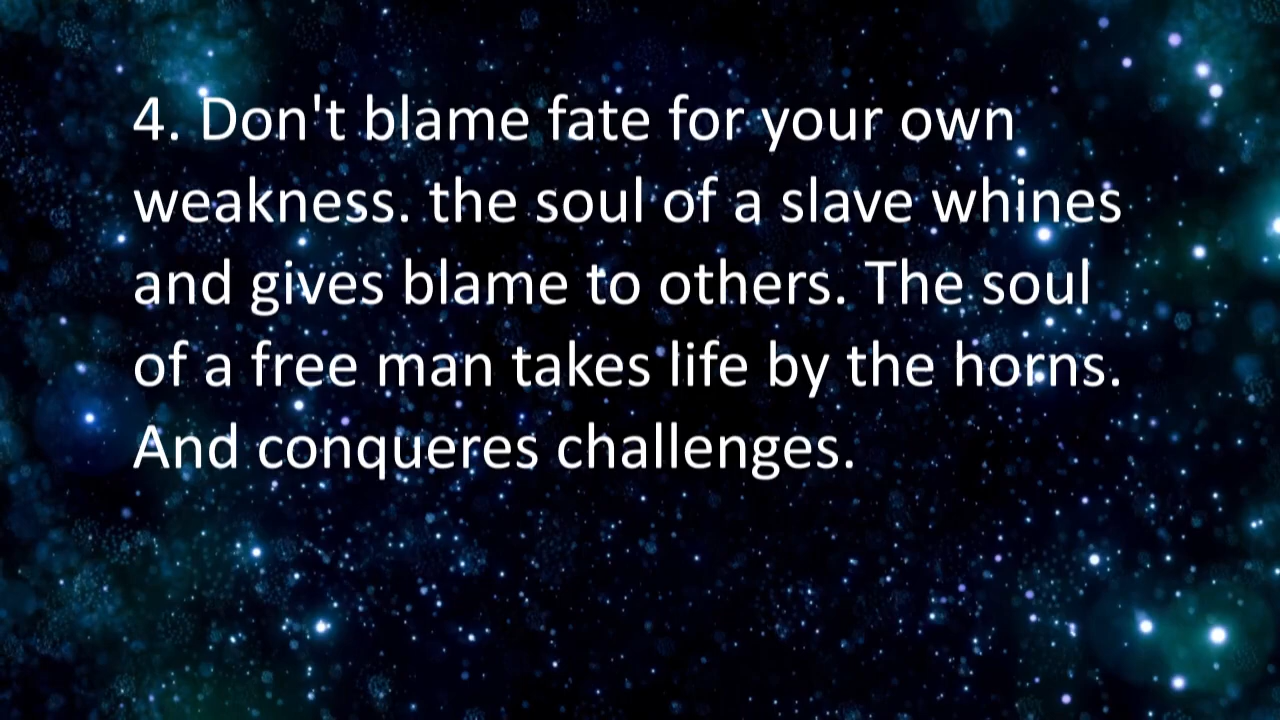 4. Don't blame fate for your own
weakness. the soul of a slave whines
and gives blame to others. The soul
of a free man takes life by the horns.
And conqueres challenges.